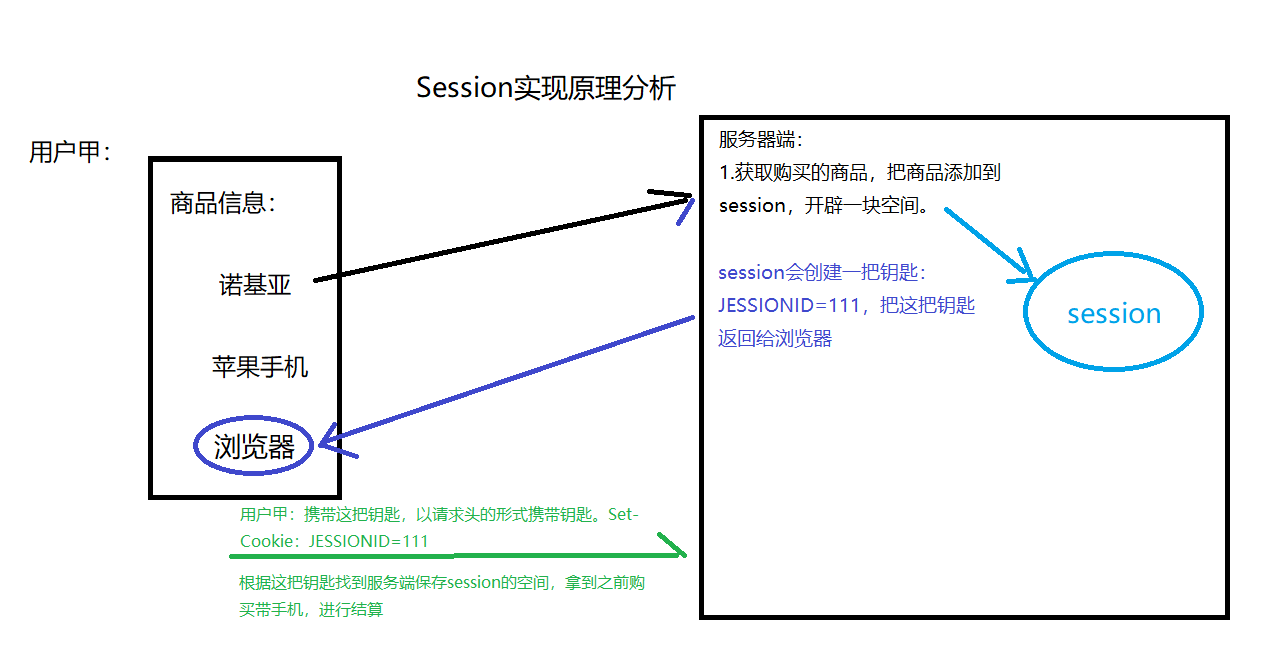 Session实现原理分析
用户甲：
商品信息：
诺基亚
苹果手机
浏览器
服务器端：
1.获取购买的商品，把商品添加到
session，开辟一块空间。
session会创建一把钥匙：
JESSIONID=111，把这把钥匙
返回给浏览器
session
用户甲：携带这把钥匙，以请求头的形式携带钥匙。Set-
Cookie：JESSIONID=111
根据这把钥匙找到服务端保存session的空间，拿到之前购
买带手机，进行结算